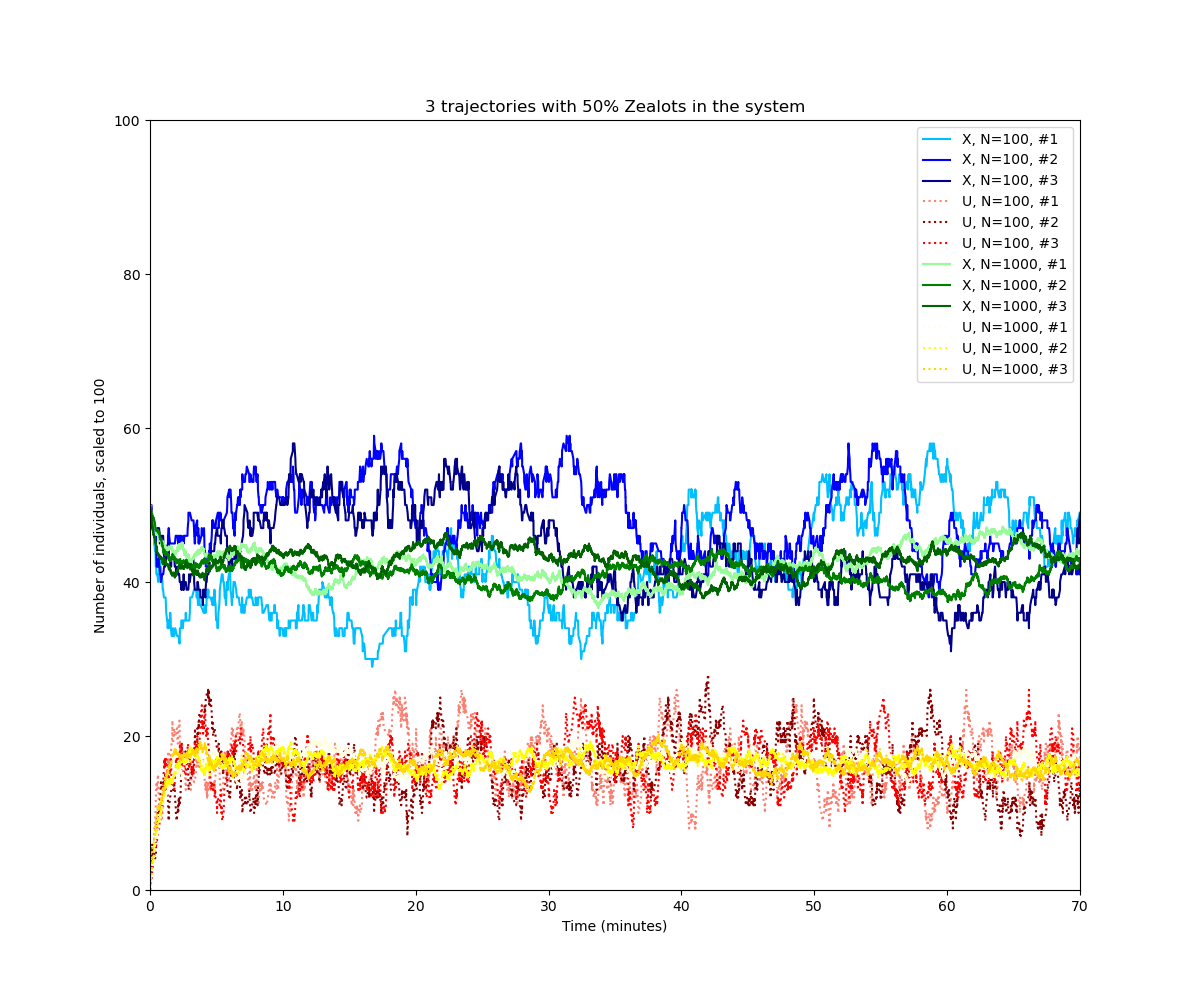 3 trajectories with 50% Zealots in the system
100
80
60
40
20
0
Number of individuals, scaled to 100
0 10 20 30 40 50 60 70
Time (minutes)
X, N=100, #1
X, N=100, #2
X, N=100, #3
U, N=100, #1
U, N=100, #2
U, N=100, #3
X, N=1000, #1
X, N=1000, #2
X, N=1000, #3
U, N=1000, #1
U, N=1000, #2
U, N=1000, #3